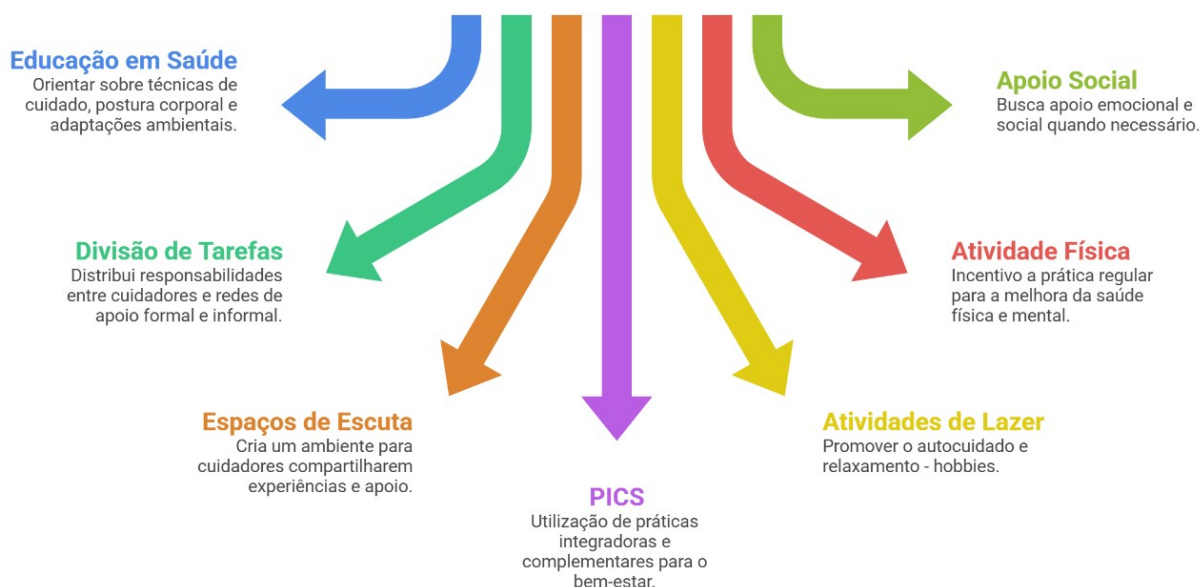 Educação em Saúde
Orientar sobre técnicas de
cuidado, postura corporal e
adaptações ambientais.
Apoio Social
Busca apoio emocional e
social quando necessário.
Divisão de Tarefas
Distribui responsabilidades
entre cuidadores e redes de
apoio formal e informal.
Atividade Física
Incentivo a prática regular
para a melhora da saúde
física e mental.
Espaços de Escuta
Cria um ambiente para
cuidadores compartilharem
experiências e apoio.
Atividades de Lazer
Promover o autocuidado e
relaxamento - hobbies.
PICS
Utilização de práticas
integradoras e
complementares para o
bem-estar.